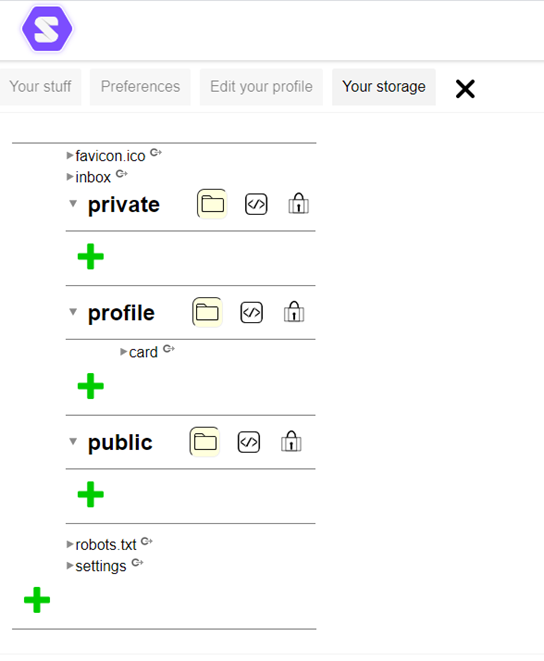 Your stuff Preferences Edit your profile Your storage
favicon.ico
inbox
private
profile
card
public
robots.txt
settings